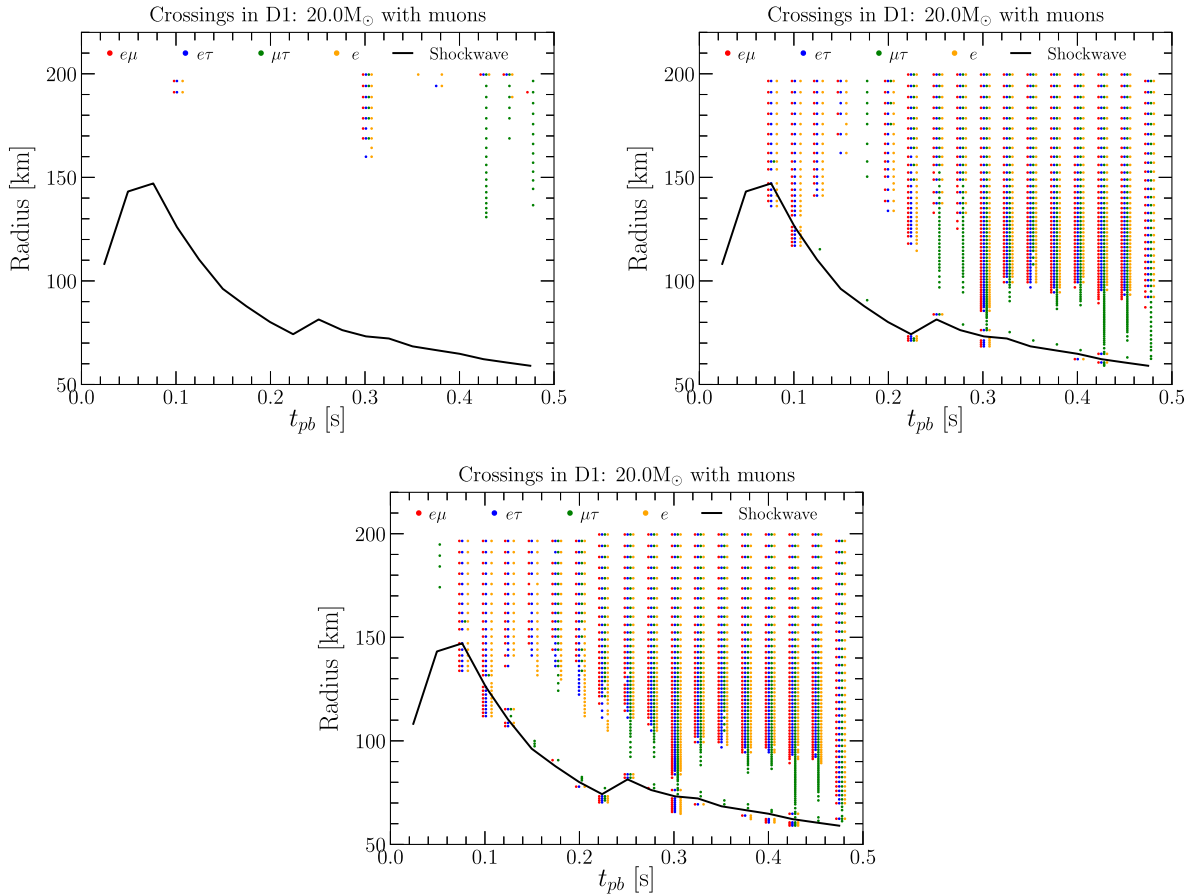 Crossings in D1: 20.0M☉ with muons
eμ eτ μτ e Shockwave
200
150
100
50
Radius [km]
0.0 0.1 0.2 0.3 0.4 0.5
t_pb [s]
Crossings in D1: 20.0M☉ with muons
eμ eτ μτ e Shockwave
200
150
100
50
Radius [km]
0.0 0.1 0.2 0.3 0.4 0.5
t_pb [s]
Crossings in D1: 20.0M☉ with muons
eμ eτ μτ e Shockwave
200
150
100
50
Radius [km]
0.0 0.1 0.2 0.3 0.4 0.5
t_pb [s]